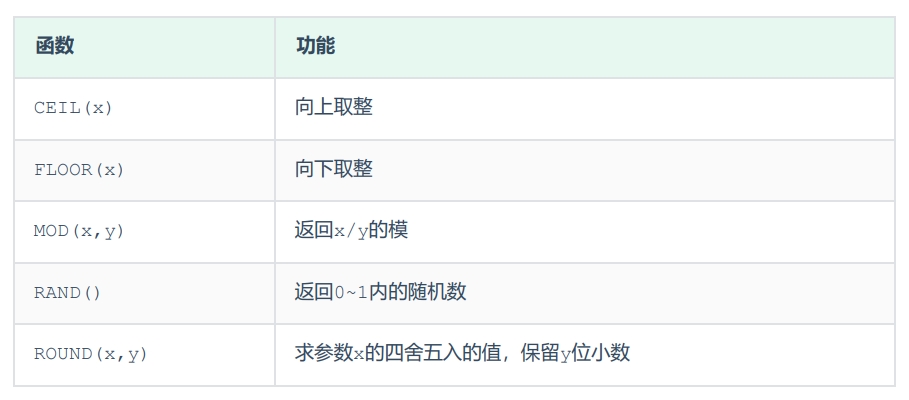 函数 功能
CEIL(x) 向上取整
FLOOR(x) 向下取整
MOD(x,y) 返回x/y的模
RAND() 返回0~1内的随机数
ROUND(x,y) 求参数x的四舍五入的值，保留y位小数